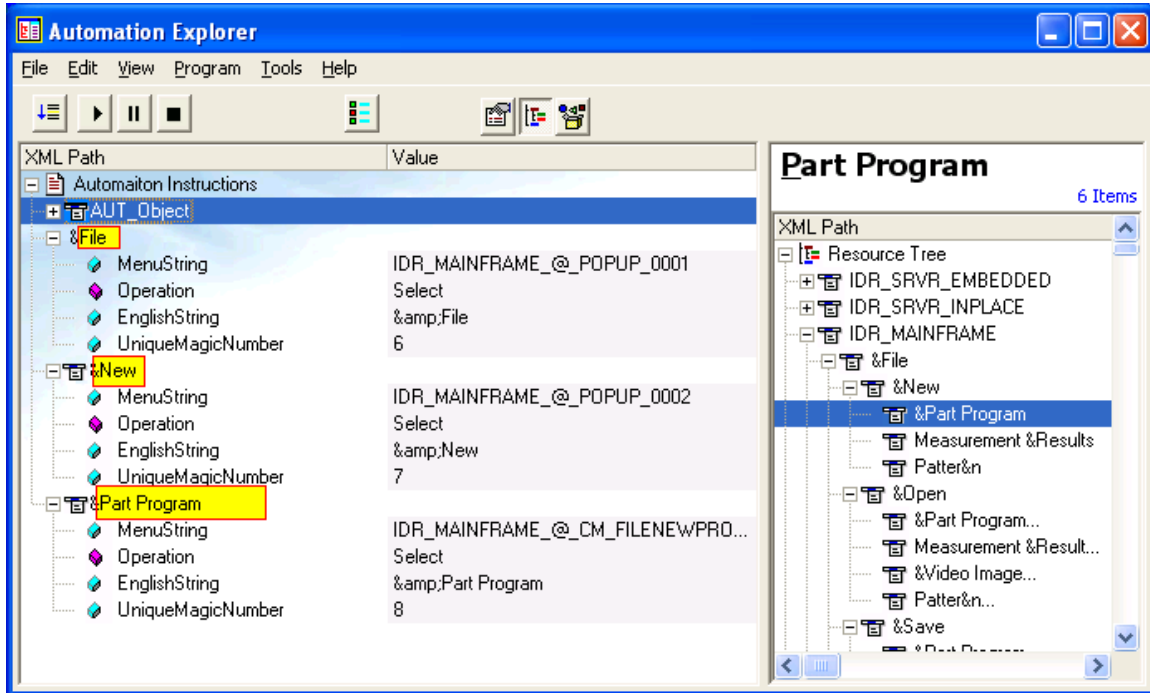 Automation Explorer
File Edit View Program Tools Help
XML Path Value
Automaiton Instructions
AUT_Object
&File
MenuString IDR_MAINFRAME_@_POPUP_0001
Operation Select
EnglishString &amp;File
UniqueMagicNumber 6
&New
MenuString IDR_MAINFRAME_@_POPUP_0002
Operation Select
EnglishString &amp;New
UniqueMagicNumber 7
&Part Program
MenuString IDR_MAINFRAME_@_CM_FILENEWPRO...
Operation Select
EnglishString &amp;Part Program
UniqueMagicNumber 8
Part Program
6 Items
XML Path
Resource Tree
IDR_SRVR_EMBEDDED
IDR_SRVR_INPLACE
IDR_MAINFRAME
&File
&New
&Part Program
Measurement &Results
Patter&n
&Open
&Part Program...
Measurement &Result...
&Video Image...
Patter&n...
&Save
&Part Program